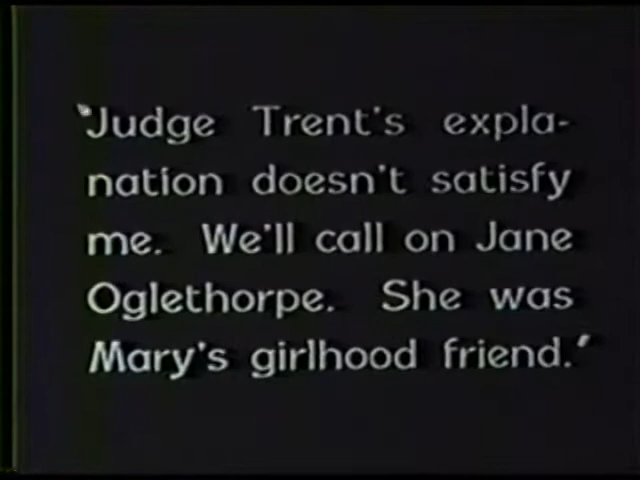 "Judge Trent's expla-
nation doesn't satisfy
me. We'll call on Jane
Oglethorpe. She was
Mary's girlhood friend."